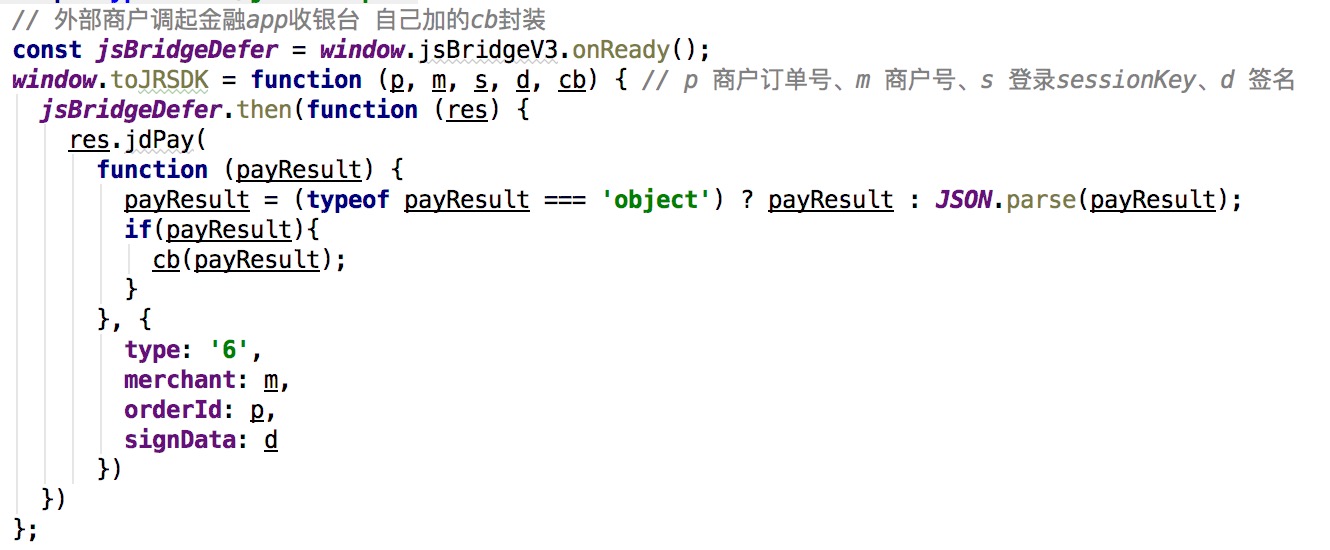 // 外部商户调起金融app收银台 自己加的cb封装
const jsBridgeDefer = window.jsBridgeV3.onReady();
window.toJRSDK = function (p, m, s, d, cb) { // p 商户订单号、m 商户号、s 登录sessionKey、d 签名
jsBridgeDefer.then(function (res) {
res.jdPay(
function (payResult) {
payResult = (typeof payResult === 'object') ? payResult : JSON.parse(payResult);
if(payResult){
cb(payResult);
}
}, {
type: '6',
merchant: m,
orderId: p,
signData: d
})
})
};